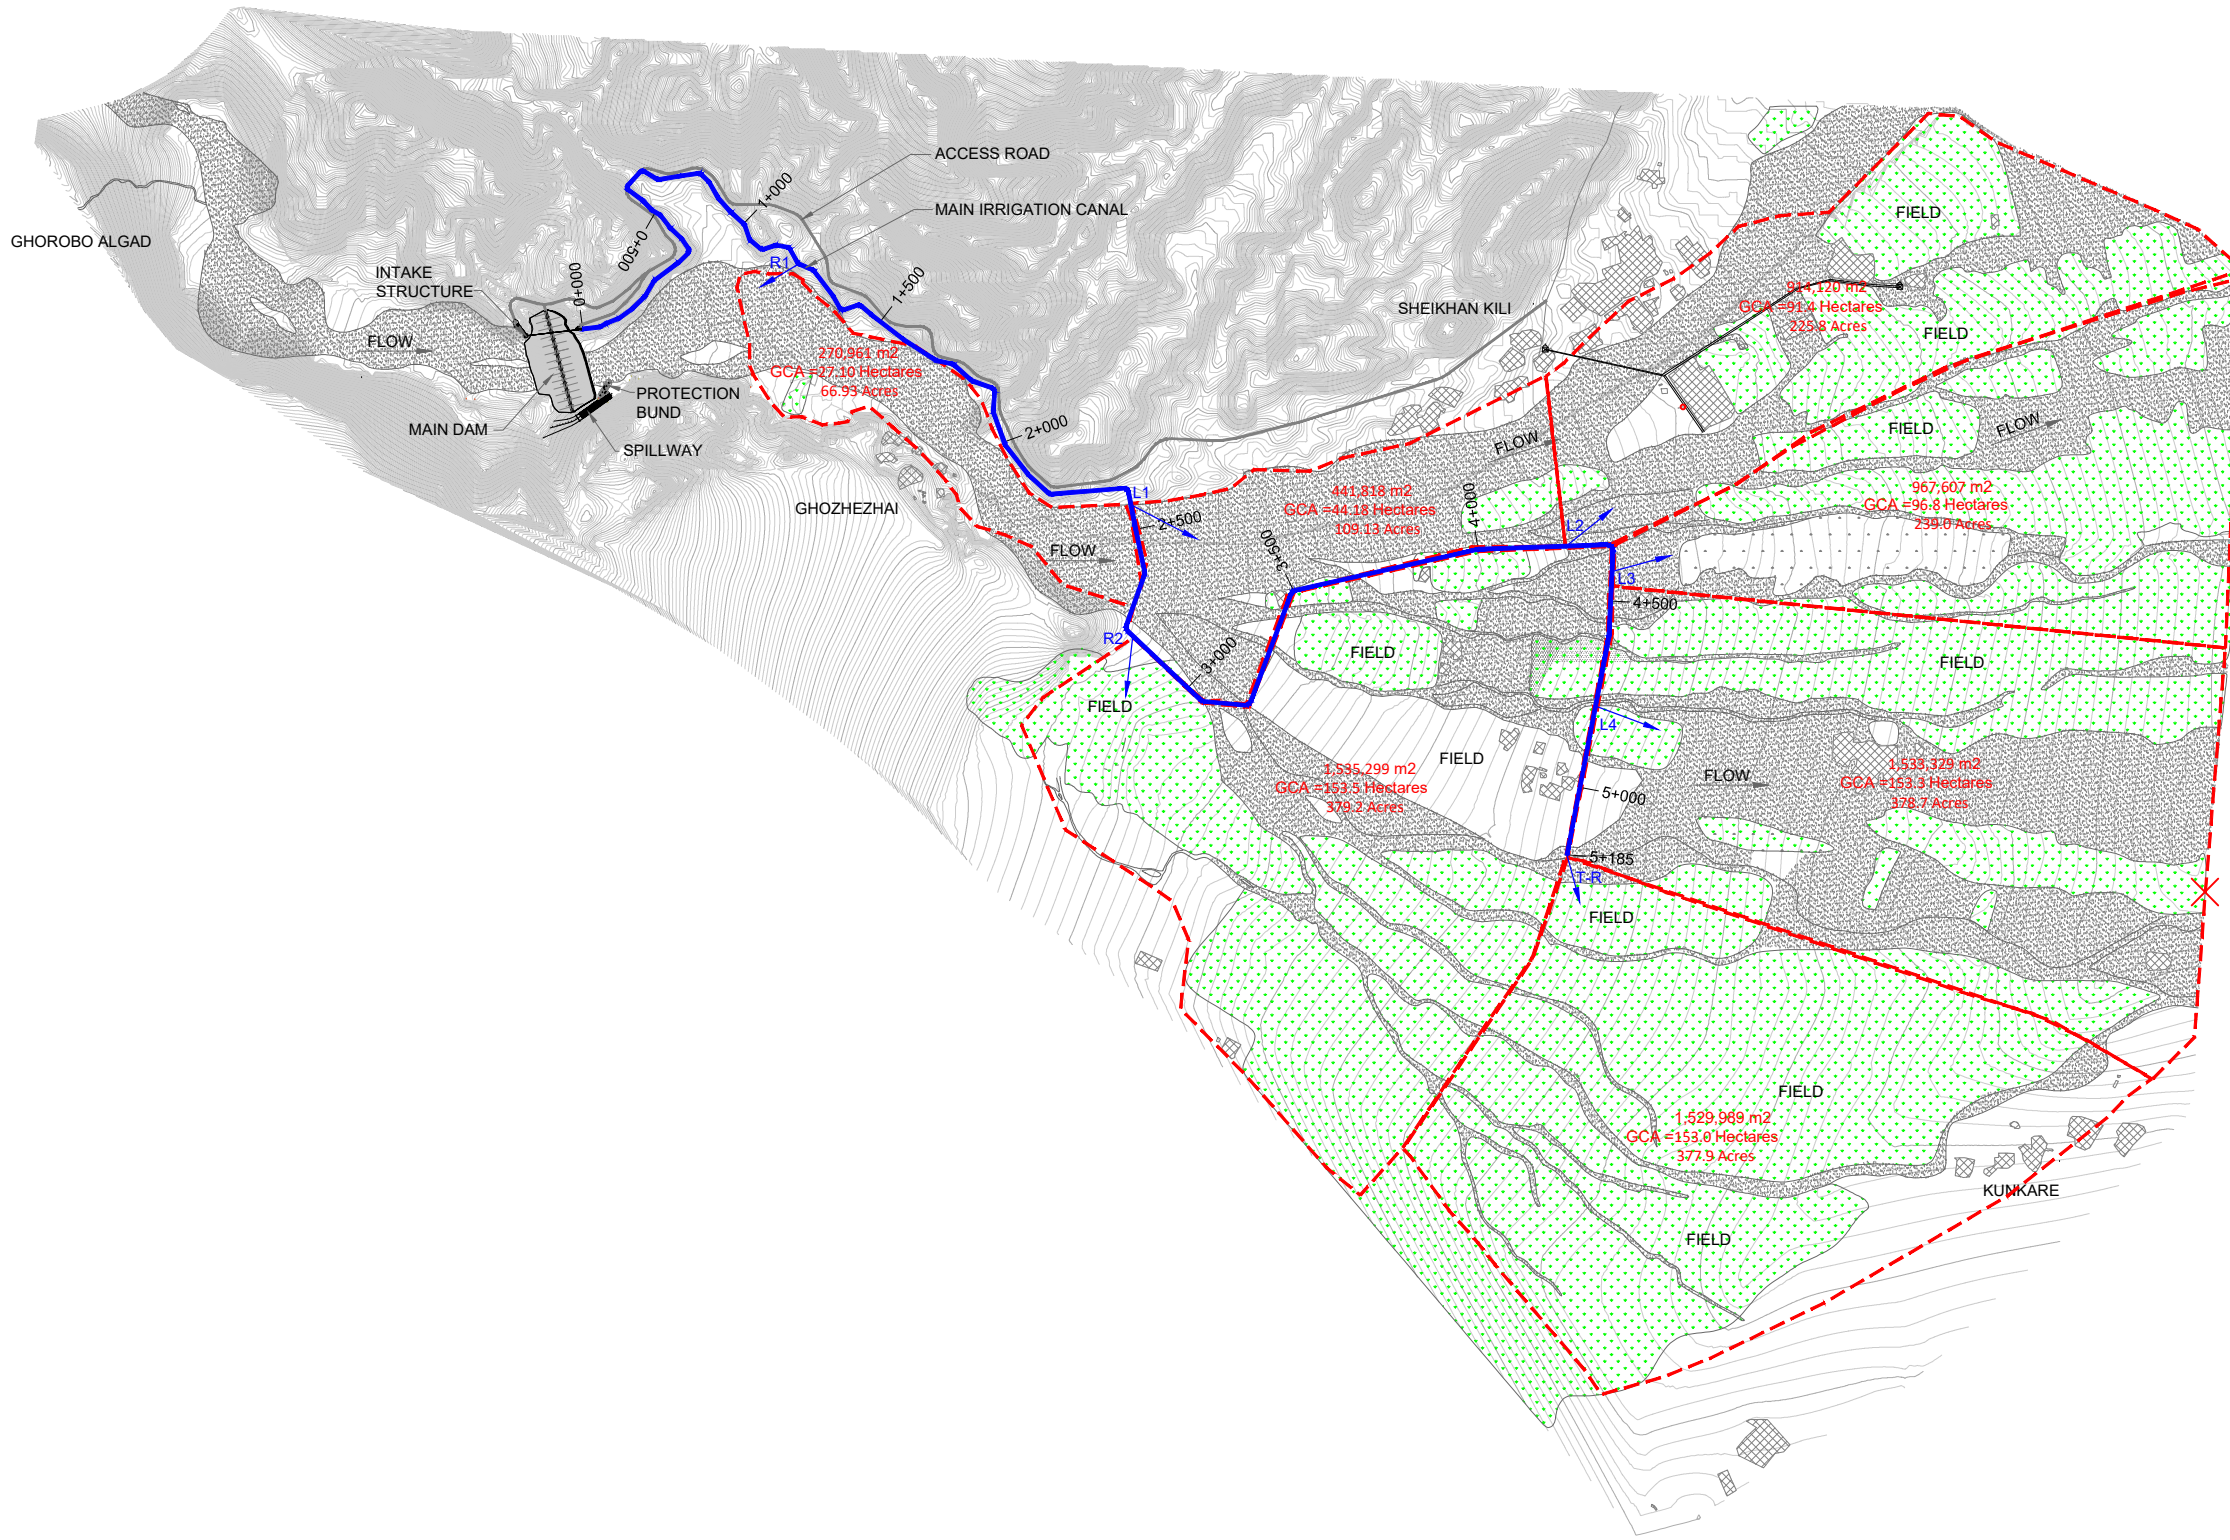 ACCESS ROAD
1+000
MAIN IRRIGATION CANAL
FIELD
GHOROBO ALGAD
0+500
R1
INTAKE
STRUCTURE
0+000
1+500
914,120 m2
GCA =91.4 Hectares
225.8 Acres
SHEIKHAN KILI
FLOW
FIELD
270,961 m2
GCA =27.10 Hectares
66.93 Acres
PROTECTION
BUND
MAIN DAM
SPILLWAY
2+000
FLOW
FIELD
FLOW
L1
441,818 m2
GCA =44.18 Hectares
109.13 Acres
967,607 m2
GCA =96.8 Hectares
239.0 Acres
GHOZHEZHAI
2+500
4+000
L2
FLOW
3+500
L3
4+500
R2
3+000
FIELD
FIELD
FIELD
L4
FIELD
1,535,299 m2
GCA =153.5 Hectares
379.2 Acres
FLOW
1,533,329 m2
GCA =153.3 Hectares
378.7 Acres
5+000
5+185
T-R
FIELD
FIELD
1,529,989 m2
GCA =153.0 Hectares
377.9 Acres
KUNKARE
FIELD